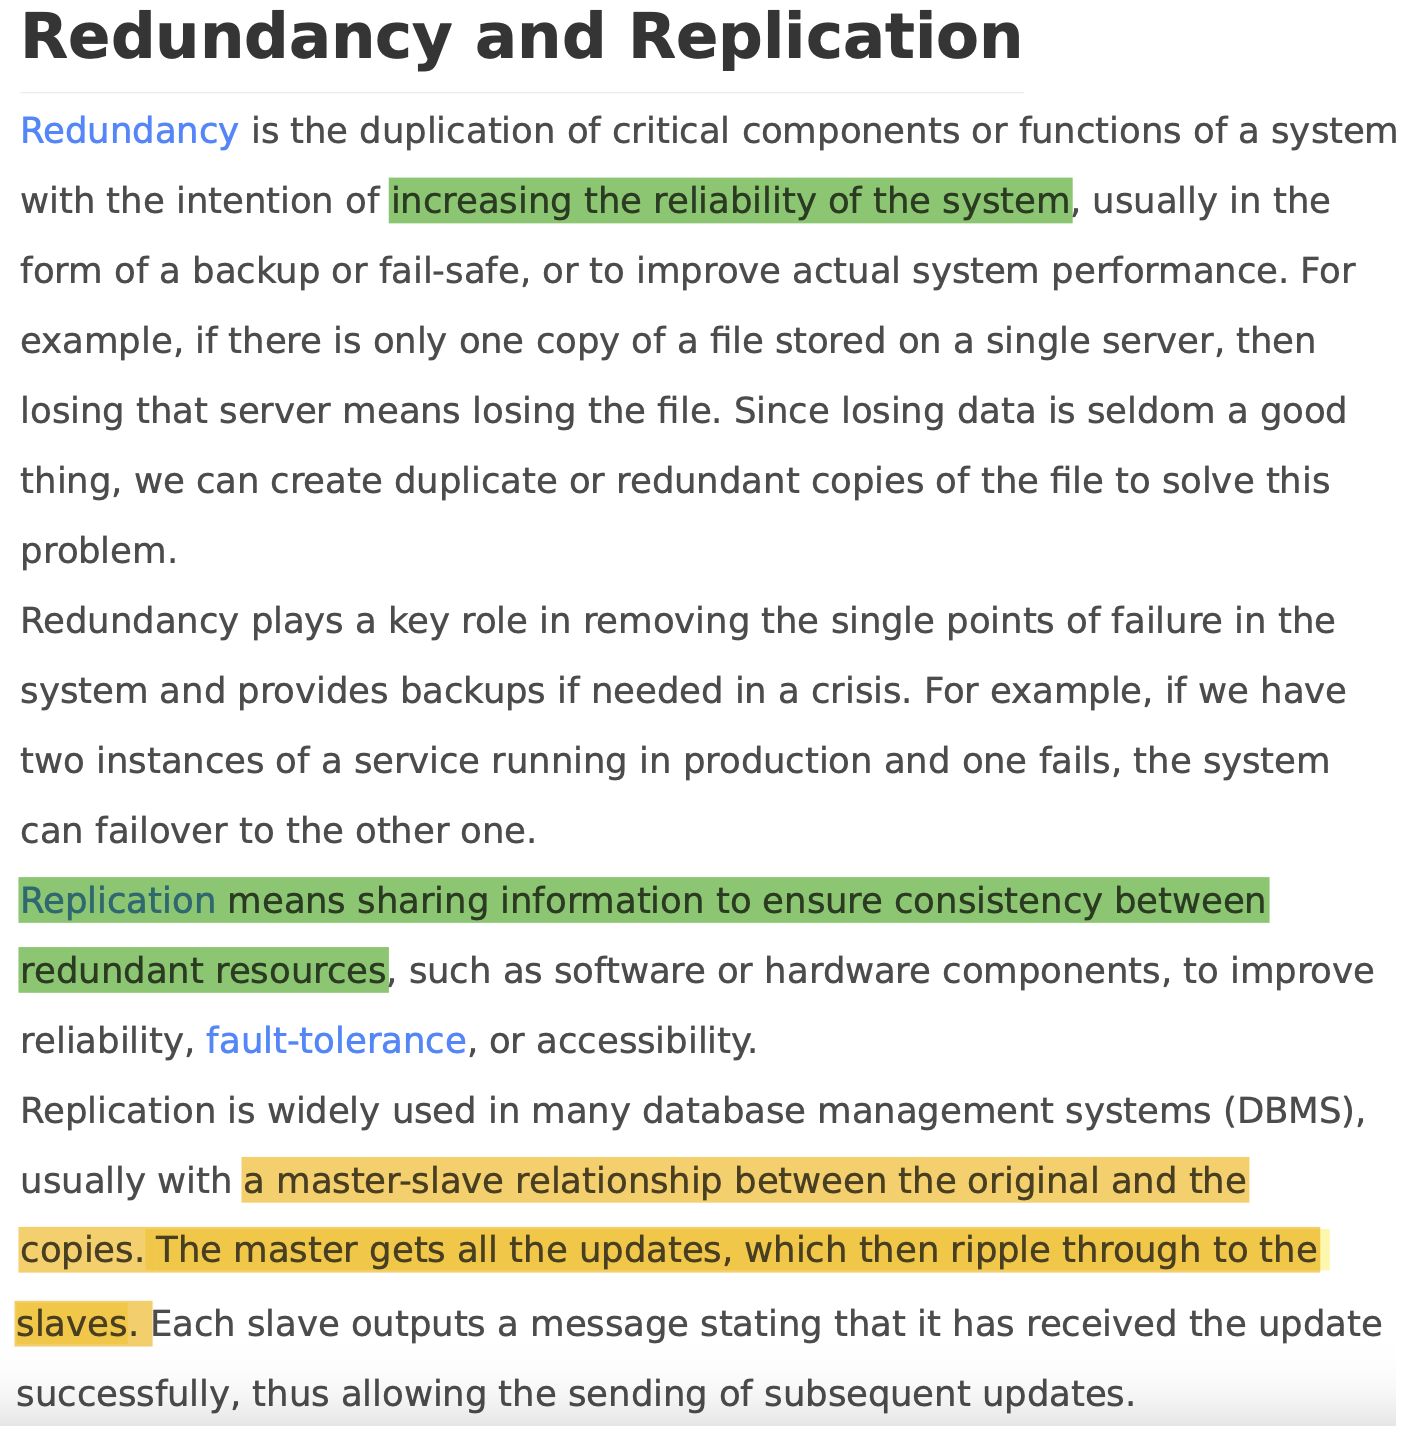 Redundancy and Replication
Redundancy is the duplication of critical components or functions of a system
with the intention of increasing the reliability of the system, usually in the
form of a backup or fail-safe, or to improve actual system performance. For
example, if there is only one copy of a file stored on a single server, then
losing that server means losing the file. Since losing data is seldom a good
thing, we can create duplicate or redundant copies of the file to solve this
problem.
Redundancy plays a key role in removing the single points of failure in the
system and provides backups if needed in a crisis. For example, if we have
two instances of a service running in production and one fails, the system
can failover to the other one.
Replication means sharing information to ensure consistency between
redundant resources, such as software or hardware components, to improve
reliability, fault-tolerance, or accessibility.
Replication is widely used in many database management systems (DBMS),
usually with a master-slave relationship between the original and the
copies. The master gets all the updates, which then ripple through to the
slaves. Each slave outputs a message stating that it has received the update
successfully, thus allowing the sending of subsequent updates.